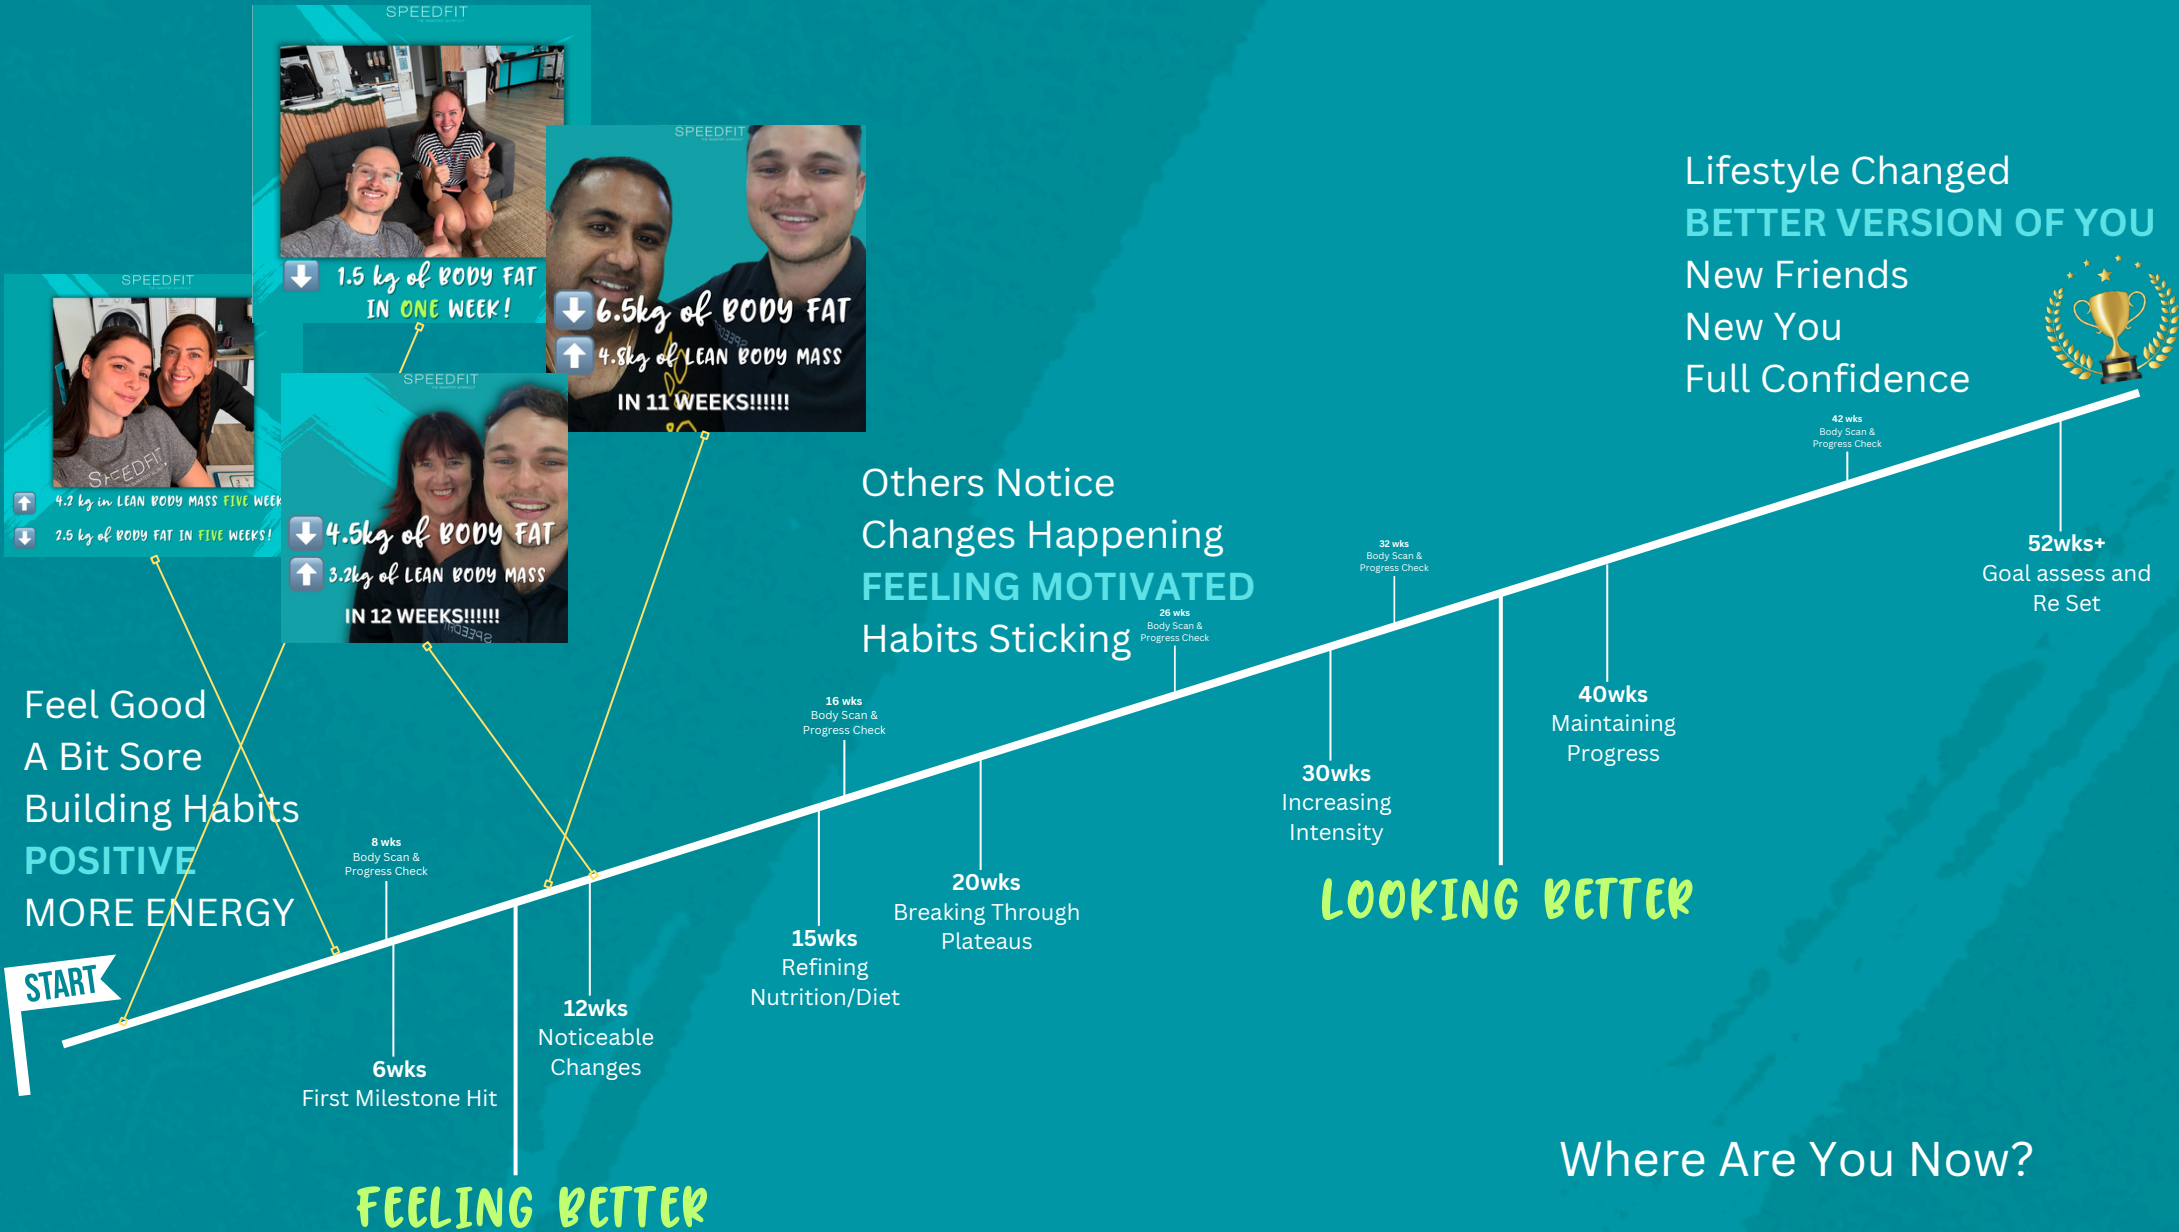 SPEEDFIT
1.5 kg of BODY FAT
IN ONE WEEK!
SPEEDFIT
6.5kg of BODY FAT
4.8kg of LEAN BODY MASS
IN 11 WEEKS!!!!!!
SPEEDFIT
SPEEDFIT
4.2 kg in LEAN BODY MASS FIVE WEEK
2.5 kg of BODY FAT IN FIVE WEEKS!
SPEEDFIT
4.5kg of BODY FAT
3.2kg of LEAN BODY MASS
IN 12 WEEKS!!!!!!
Feel Good
A Bit Sore
Building Habits
POSITIVE
MORE ENERGY
START
Others Notice
Changes Happening
FEELING MOTIVATED
Habits Sticking
Lifestyle Changed
BETTER VERSION OF YOU
New Friends
New You
Full Confidence
8 wks
Body Scan &
Progress Check
16 wks
Body Scan &
Progress Check
26 wks
Body Scan &
Progress Check
32 wks
Body Scan &
Progress Check
42 wks
Body Scan &
Progress Check
6wks
First Milestone Hit
12wks
Noticeable
Changes
15wks
Refining
Nutrition/Diet
20wks
Breaking Through
Plateaus
30wks
Increasing
Intensity
40wks
Maintaining
Progress
52wks+
Goal assess and
Re Set
FEELING BETTER
LOOKING BETTER
Where Are You Now?